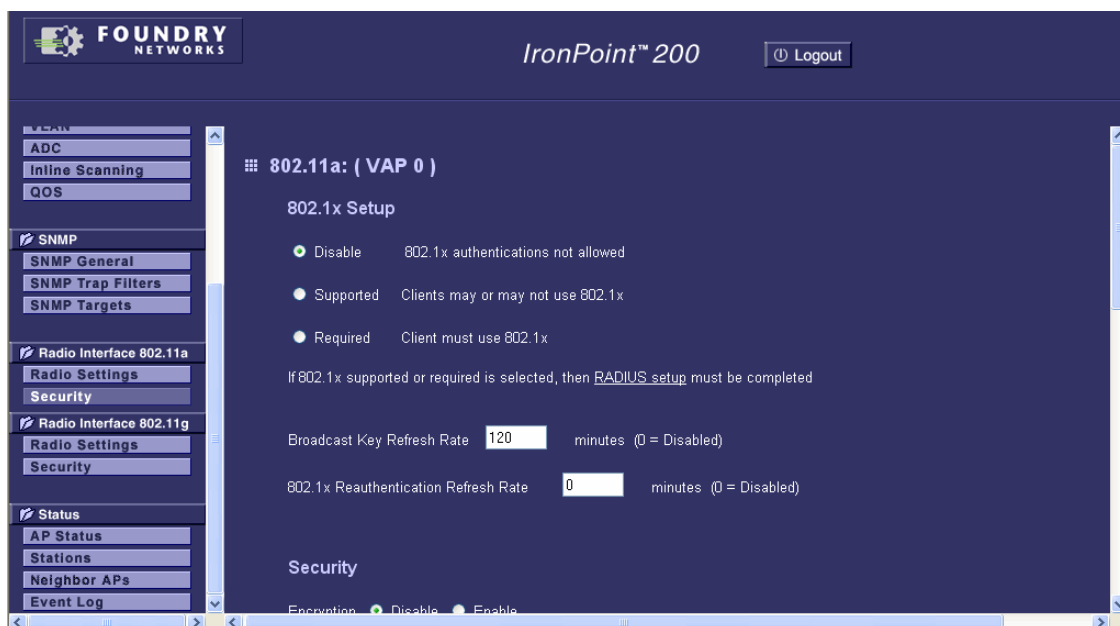 FOUNDRY
NETWORKS
IronPoint™ 200
Logout
VLAN
ADC
Inline Scanning
QOS
SNMP
SNMP General
SNMP Trap Filters
SNMP Targets
Radio Interface 802.11a
Radio Settings
Security
Radio Interface 802.11g
Radio Settings
Security
Status
AP Status
Stations
Neighbor APs
Event Log
802.11a: ( VAP 0 )
802.1x Setup
Disable 802.1x authentications not allowed
Supported Clients may or may not use 802.1x
Required Client must use 802.1x
If 802.1x supported or required is selected, then RADIUS setup must be completed
Broadcast Key Refresh Rate 120 minutes (0 = Disabled)
802.1x Reauthentication Refresh Rate 0 minutes (0 = Disabled)
Security
Encryption Disable Enable